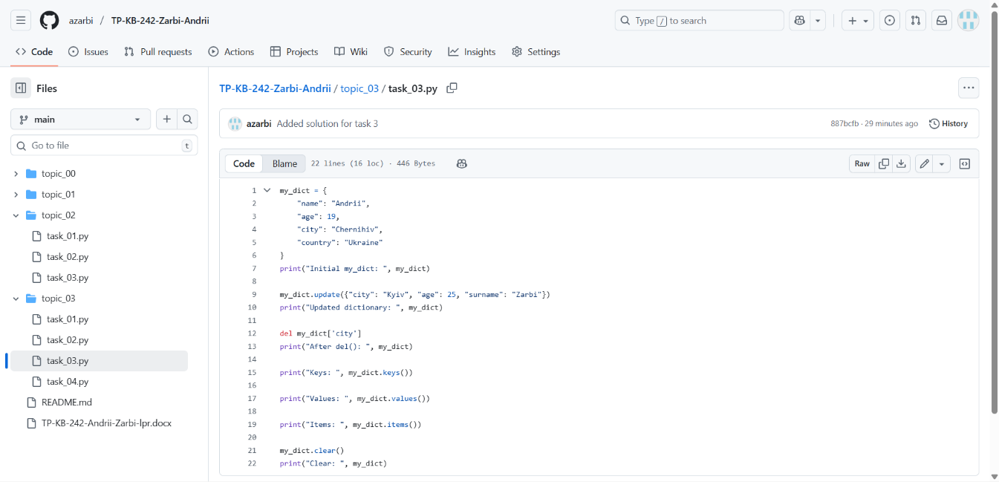 azarbi / TP-KB-242-Zarbi-Andrii
Type / to search
Code Issues Pull requests Actions Projects Wiki Security Insights Settings
Files
main
Go to file t
topic_00
topic_01
topic_02
task_01.py
task_02.py
task_03.py
topic_03
task_01.py
task_02.py
task_03.py
task_04.py
README.md
TP-KB-242-Andrii-Zarbi-lpr.docx
TP-KB-242-Zarbi-Andrii / topic_03 / task_03.py
azarbi Added solution for task 3 887bcfb · 29 minutes ago History
Code Blame 22 lines (16 loc) · 446 Bytes Raw
1 my_dict = {
2 "name": "Andrii",
3 "age": 19,
4 "city": "Chernihiv",
5 "country": "Ukraine"
6 }
7 print("Initial my_dict: ", my_dict)
8
9 my_dict.update({"city": "Kyiv", "age": 25, "surname": "Zarbi"})
10 print("Updated dictionary: ", my_dict)
11
12 del my_dict['city']
13 print("After del(): ", my_dict)
14
15 print("Keys: ", my_dict.keys())
16
17 print("Values: ", my_dict.values())
18
19 print("Items: ", my_dict.items())
20
21 my_dict.clear()
22 print("Clear: ", my_dict)